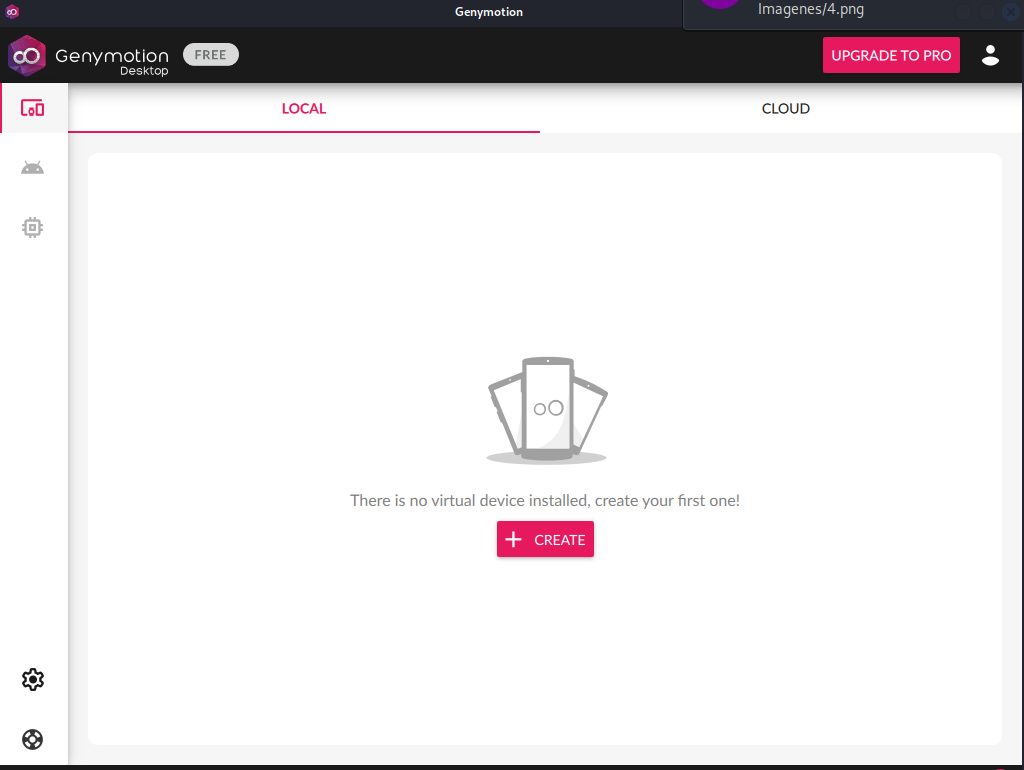 Genymotion
Imagenes/4.png
Genymotion
Desktop
FREE
UPGRADE TO PRO
LOCAL
CLOUD
There is no virtual device installed, create your first one!
CREATE